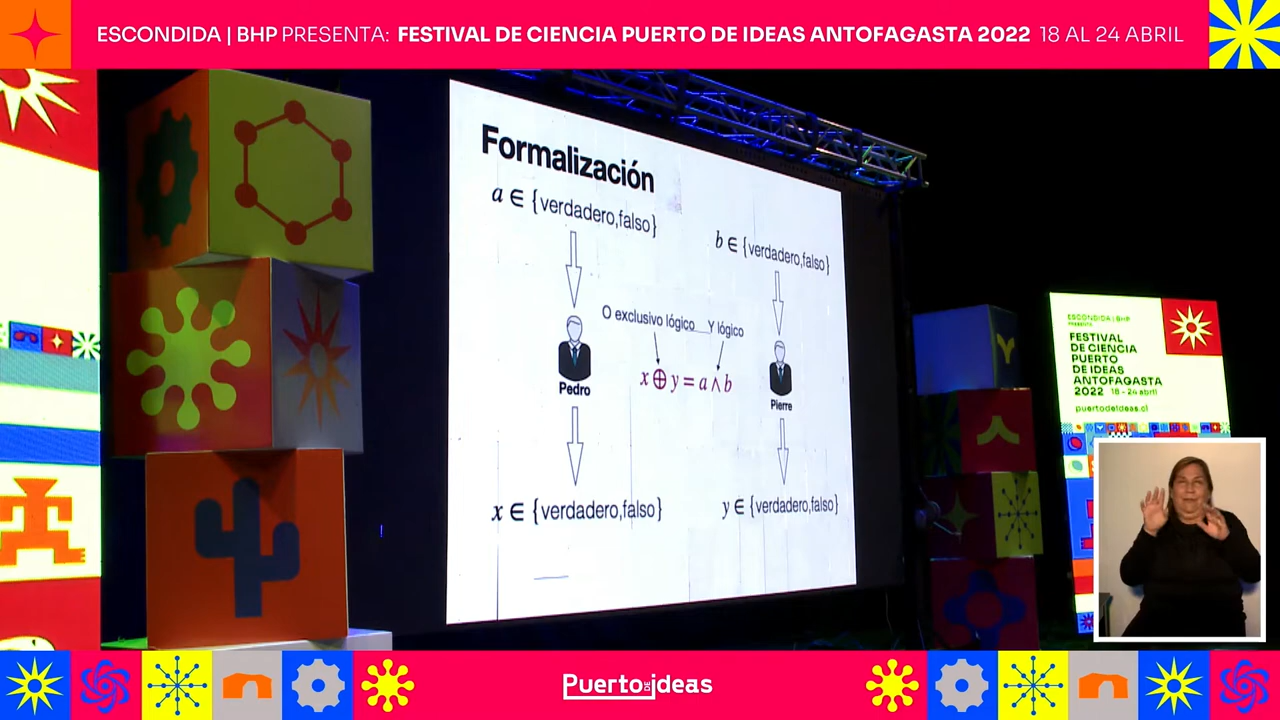 ESCONDIDA | BHP PRESENTA: FESTIVAL DE CIENCIA PUERTO DE IDEAS ANTOFAGASTA 2022 18 AL 24 ABRIL
Formalización
a ∈ {verdadero,falso}
b ∈ {verdadero,falso}
O exclusivo lógico
Y lógico
x ⊕ y = a ∧ b
Pedro
Pierre
x ∈ {verdadero,falso}
y ∈ {verdadero,falso}
ESCONDIDA | BHP
PRESENTA:
FESTIVAL
DE CIENCIA
PUERTO
DE IDEAS
ANTOFAGASTA
2022 18 - 24 abril
puertodeideas.cl
Puerto DE ideas